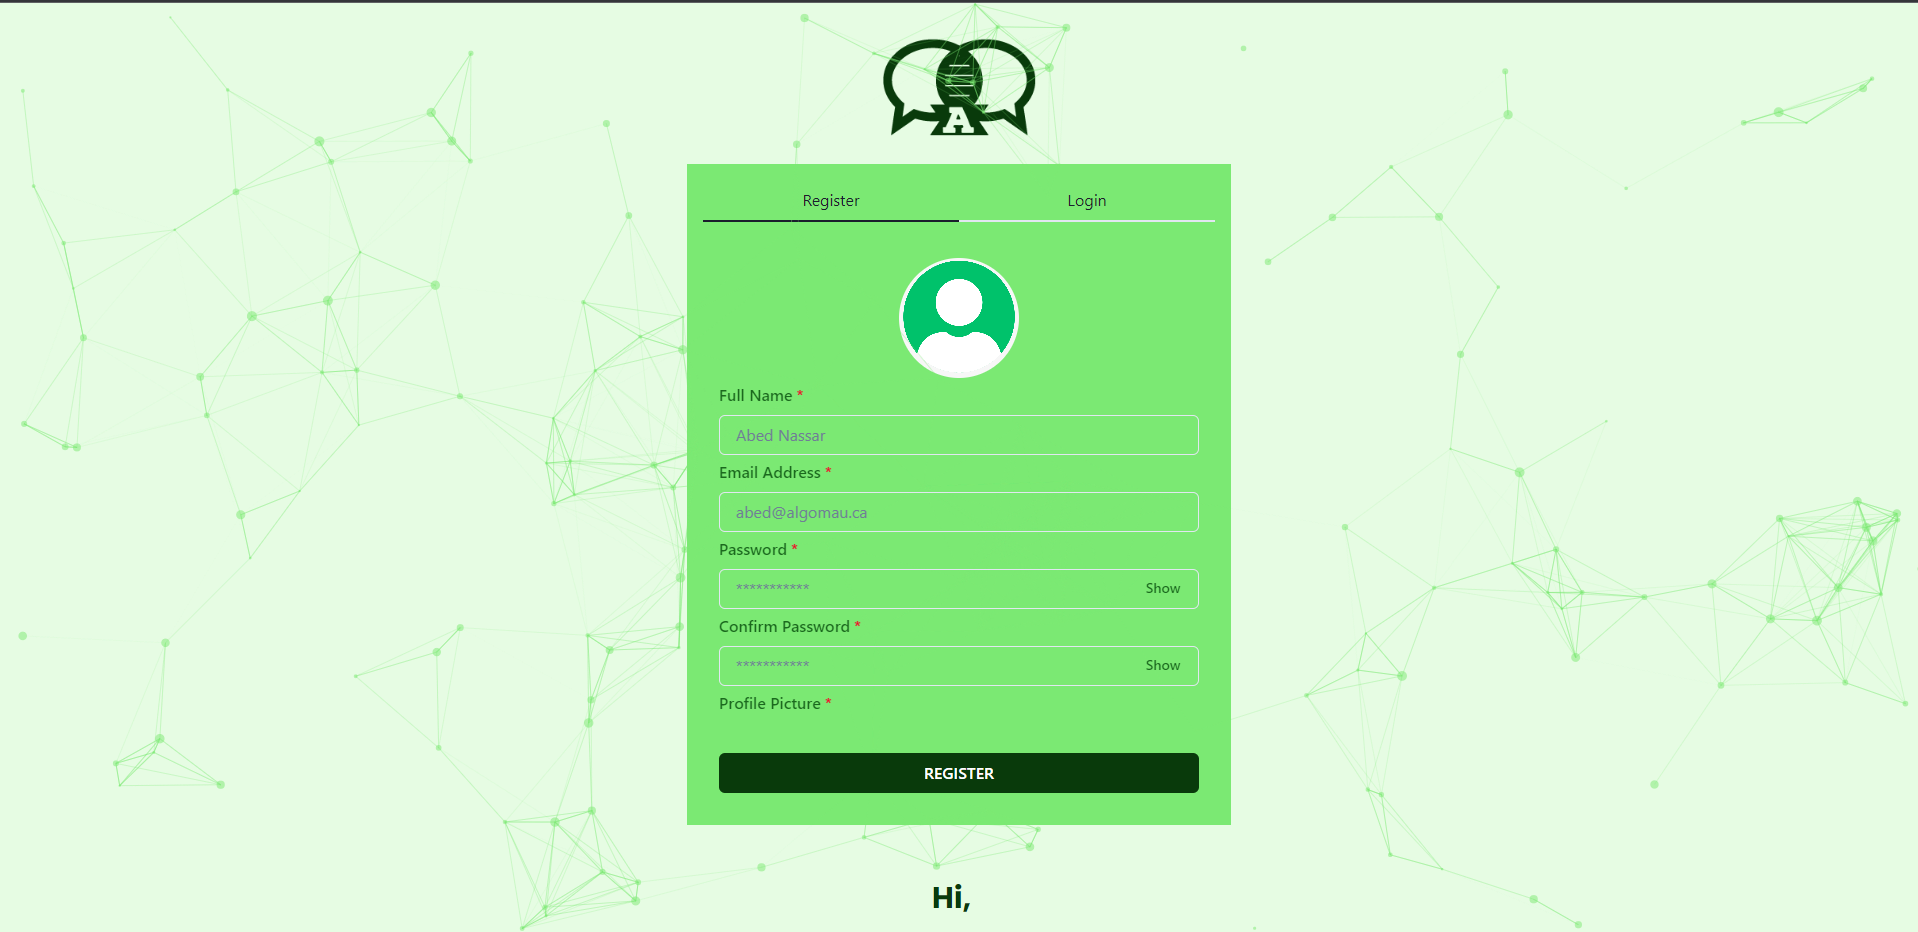 A
Register Login
Full Name *
Abed Nassar
Email Address *
abed@algomau.ca
Password *
*********** Show
Confirm Password *
*********** Show
Profile Picture *
REGISTER
Hi,